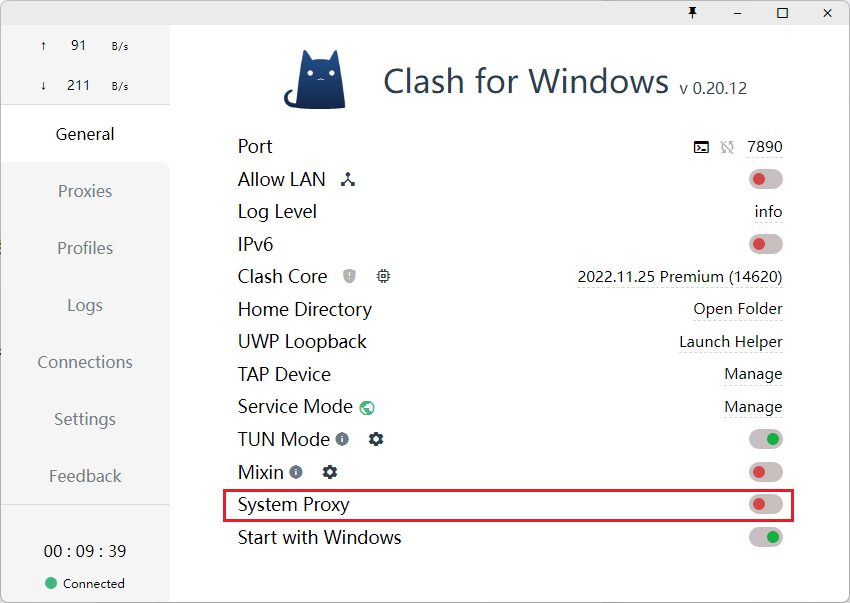 ↑ 91 B/s
↓ 211 B/s
General
Proxies
Profiles
Logs
Connections
Settings
Feedback
00 : 09 : 39
Connected
Clash for Windows v 0.20.12
Port 7890
Allow LAN
Log Level info
IPv6
Clash Core 2022.11.25 Premium (14620)
Home Directory Open Folder
UWP Loopback Launch Helper
TAP Device Manage
Service Mode Manage
TUN Mode
Mixin
System Proxy
Start with Windows